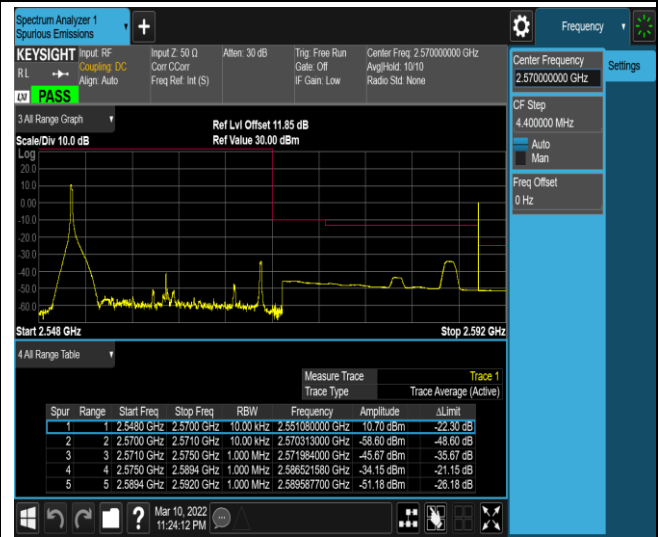 Spectrum Analyzer 1
Spurious Emissions
+
Frequency
KEYSIGHT
RL
LXI PASS
Input: RF
Coupling: DC
Align: Auto
Input Z: 50 Ω
Corr CCorr
Freq Ref: Int (S)
Atten: 30 dB
Trig: Free Run
Gate: Off
IF Gain: Low
Center Freq: 2.570000000 GHz
Avg|Hold: 10/10
Radio Std: None
Center Frequency
2.570000000 GHz
Settings
CF Step
4.400000 MHz
Auto
Man
Freq Offset
0 Hz
3 All Range Graph
Ref Lvl Offset 11.85 dB
Scale/Div 10.0 dB
Ref Value 30.00 dBm
Log
20.0
10.0
0.00
-10.0
-20.0
-30.0
-40.0
-50.0
-60.0
Start 2.548 GHz
Stop 2.592 GHz
4 All Range Table
Measure Trace Trace 1
Trace Type Trace Average (Active)
Spur Range Start Freq Stop Freq RBW Frequency Amplitude ΔLimit
1 1 2.5480 GHz 2.5700 GHz 10.00 kHz 2.551080000 GHz 10.70 dBm -22.30 dB
2 2 2.5700 GHz 2.5710 GHz 10.00 kHz 2.570313000 GHz -58.60 dBm -48.60 dB
3 3 2.5710 GHz 2.5750 GHz 1.000 MHz 2.571984000 GHz -45.67 dBm -35.67 dB
4 4 2.5750 GHz 2.5894 GHz 1.000 MHz 2.586521580 GHz -34.15 dBm -21.15 dB
5 5 2.5894 GHz 2.5920 GHz 1.000 MHz 2.589587700 GHz -51.18 dBm -26.18 dB
?
Mar 10, 2022
11:24:12 PM